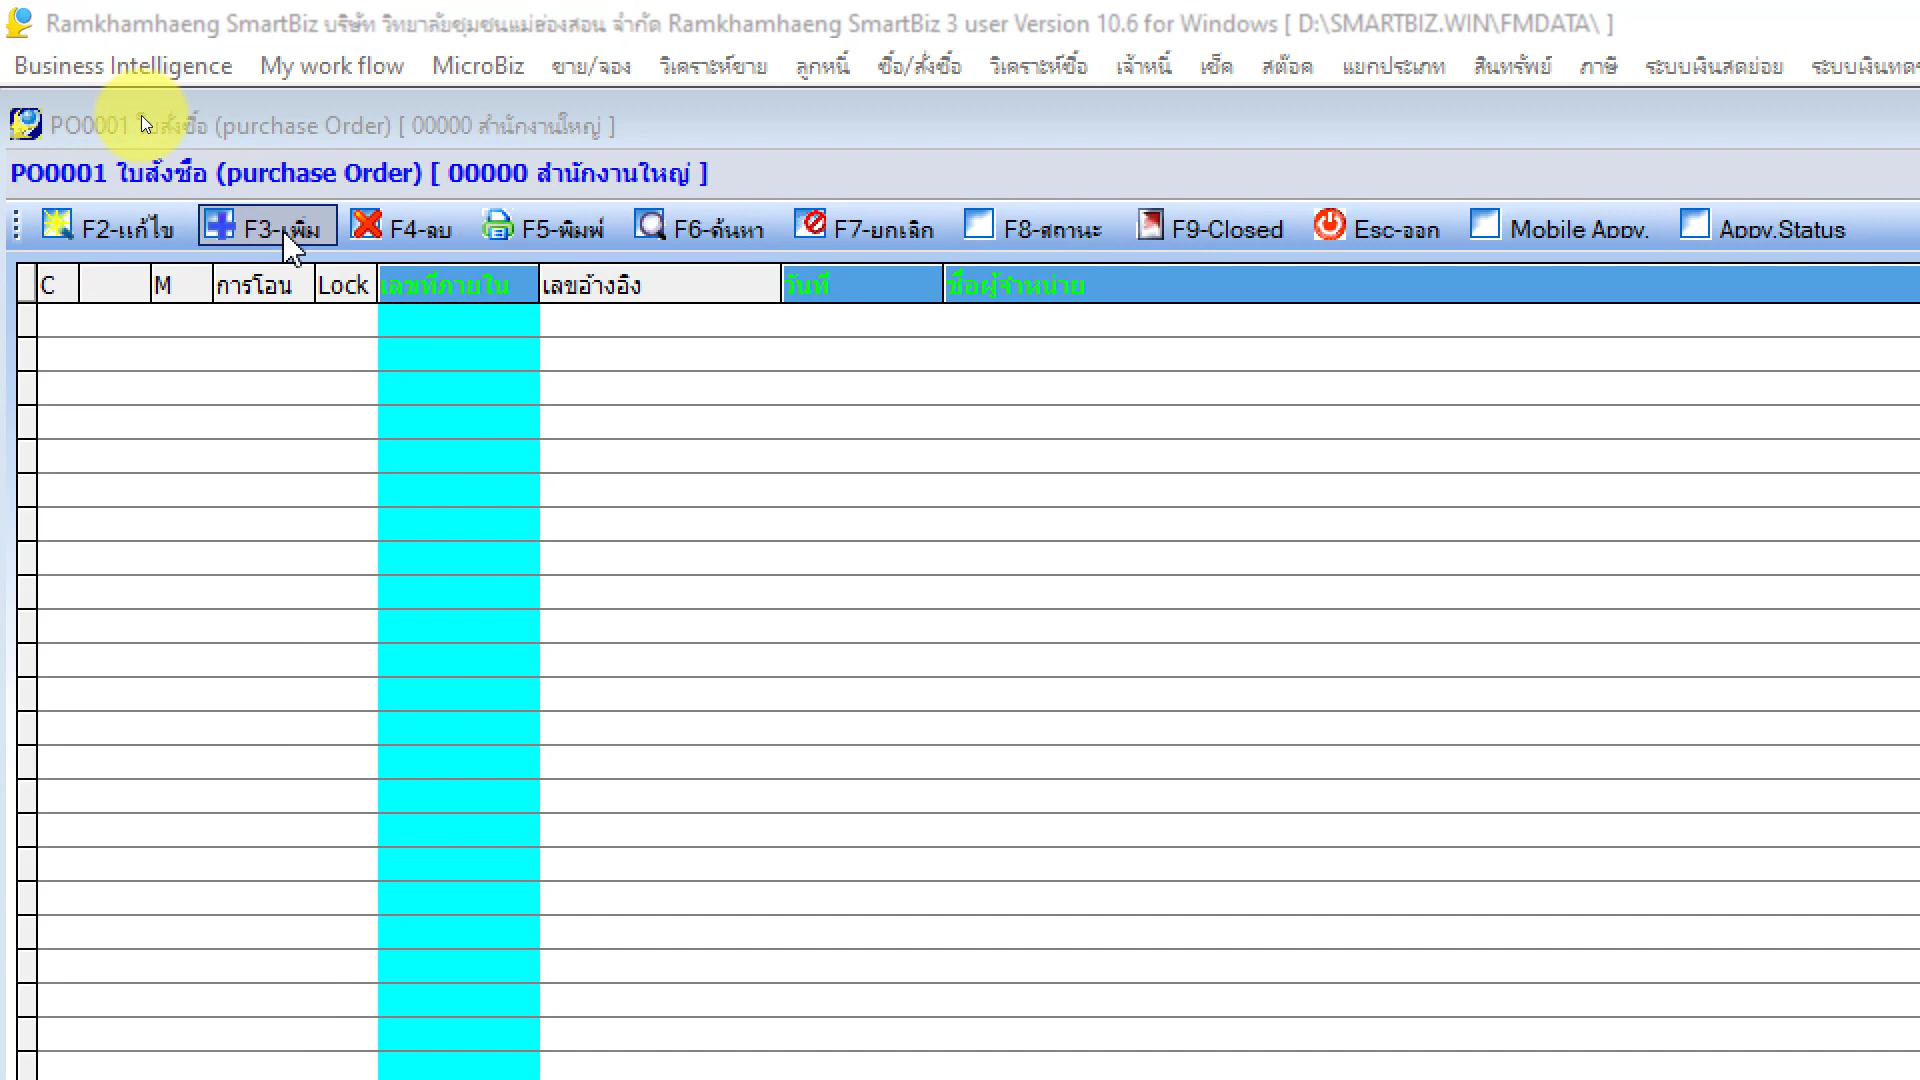 Ramkhamhaeng SmartBiz บริษัท วิทยาลัยชุมชนแม่ฮ่องสอน จำกัด Ramkhamhaeng SmartBiz 3 user Version 10.6 for Windows [ D:\SMARTBIZ.WIN\FMDATA\ ]
Business Intelligence My work flow MicroBiz ขาย/จอง วิเคราะห์ขาย ลูกหนี้ ซื้อ/สั่งซื้อ วิเคราะห์ซื้อ เจ้าหนี้ เช็ค สต๊อค แยกประเภท สินทรัพย์ ภาษี ระบบเงินสดย่อย
PO0001 ใบสั่งซื้อ (purchase Order) [ 00000 สำนักงานใหญ่ ]
PO0001 ใบสั่งซื้อ (purchase Order) [ 00000 สำนักงานใหญ่ ]
F2-แก้ไข F3-เพิ่ม F4-ลบ F5-พิมพ์ F6-ค้นหา F7-ยกเลิก F8-สถานะ F9-Closed Esc-ออก Mobile Appv. Appv.Status
C M การโอน Lock เลขที่ภายใน เลขอ้างอิง วันที่ ชื่อผู้จำหน่าย